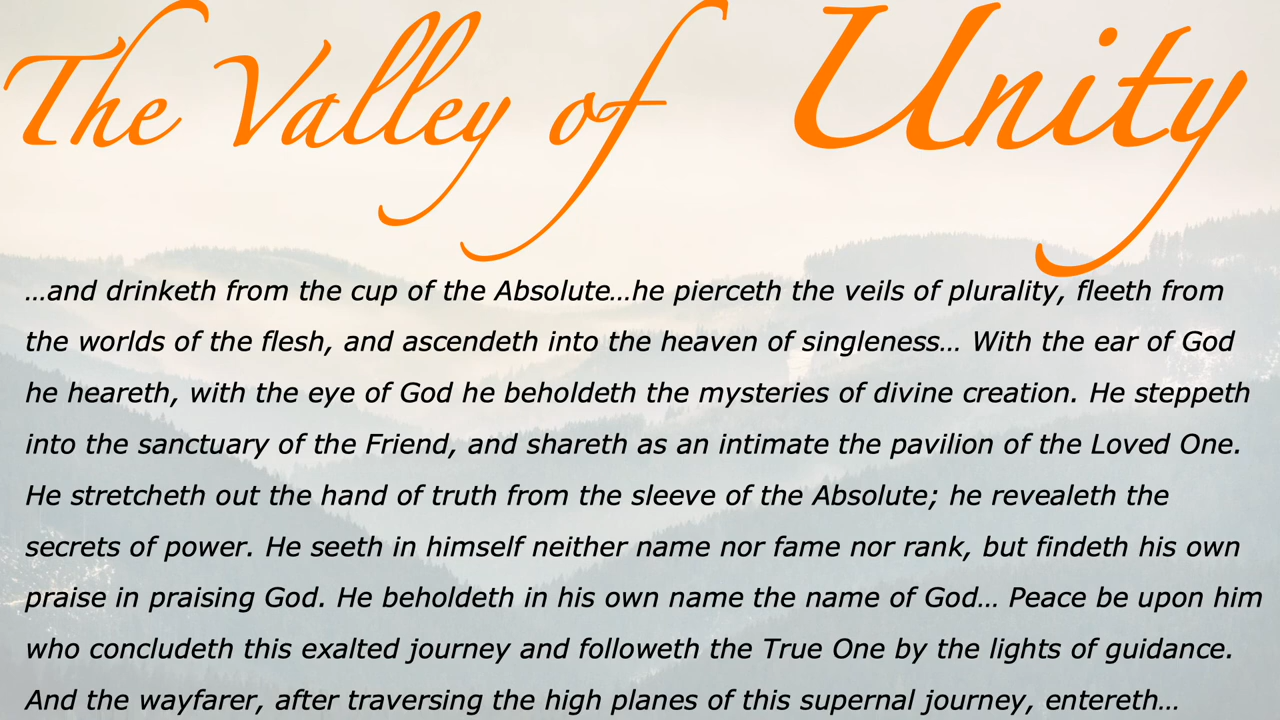 The Valley of Unity
…and drinketh from the cup of the Absolute…he pierceth the veils of plurality, fleeth from
the worlds of the flesh, and ascendeth into the heaven of singleness… With the ear of God
he heareth, with the eye of God he beholdeth the mysteries of divine creation. He steppeth
into the sanctuary of the Friend, and shareth as an intimate the pavilion of the Loved One.
He stretcheth out the hand of truth from the sleeve of the Absolute; he revealeth the
secrets of power. He seeth in himself neither name nor fame nor rank, but findeth his own
praise in praising God. He beholdeth in his own name the name of God… Peace be upon him
who concludeth this exalted journey and followeth the True One by the lights of guidance.
And the wayfarer, after traversing the high planes of this supernal journey, entereth…